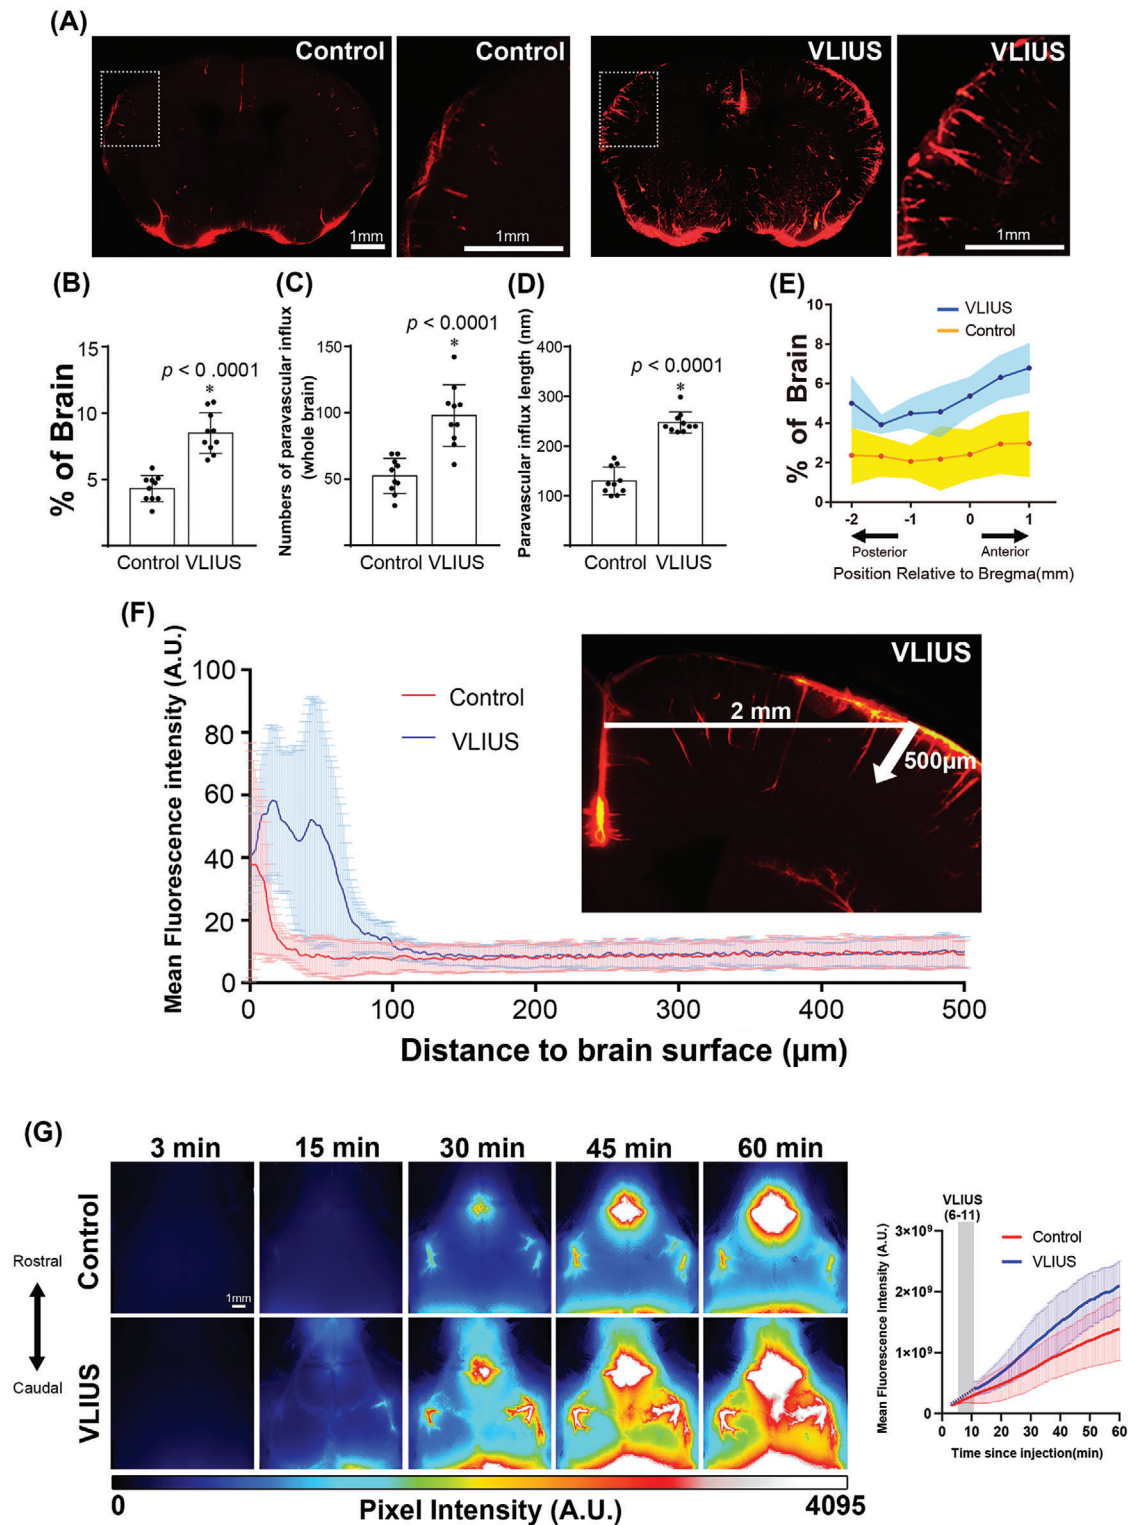 (A)
Control
Control
VLIUS
VLIUS
1mm
1mm
1mm
(B)
% of Brain
15
10
5
p < 0 .0001
*
Control VLIUS
(C)
Numbers of paravascular influx
(whole brain)
150
100
50
p < 0.0001
*
Control VLIUS
(D)
Paravascular influx length (nm)
400
300
200
100
p < 0.0001
*
Control VLIUS
(E)
% of Brain
10
8
6
4
2
0
VLIUS
Control
-2
-1
0
1
Posterior
Anterior
Position Relative to Bregma(mm)
(F)
Mean Fluorescence intensity (A.U.)
100
80
60
40
20
0
Control
VLIUS
VLIUS
2 mm
500µm
0
100
200
300
400
500
Distance to brain surface (µm)
(G)
3 min
15 min
30 min
45 min
60 min
Rostral
Caudal
Control
1mm
VLIUS
0
Pixel Intensity (A.U.)
4095
VLIUS
(6-11)
Mean Fluorescence Intensity (A.U.)
3×10⁹
2×10⁹
1×10⁹
0
Control
VLIUS
0
10
20
30
40
50
60
Time since injection(min)